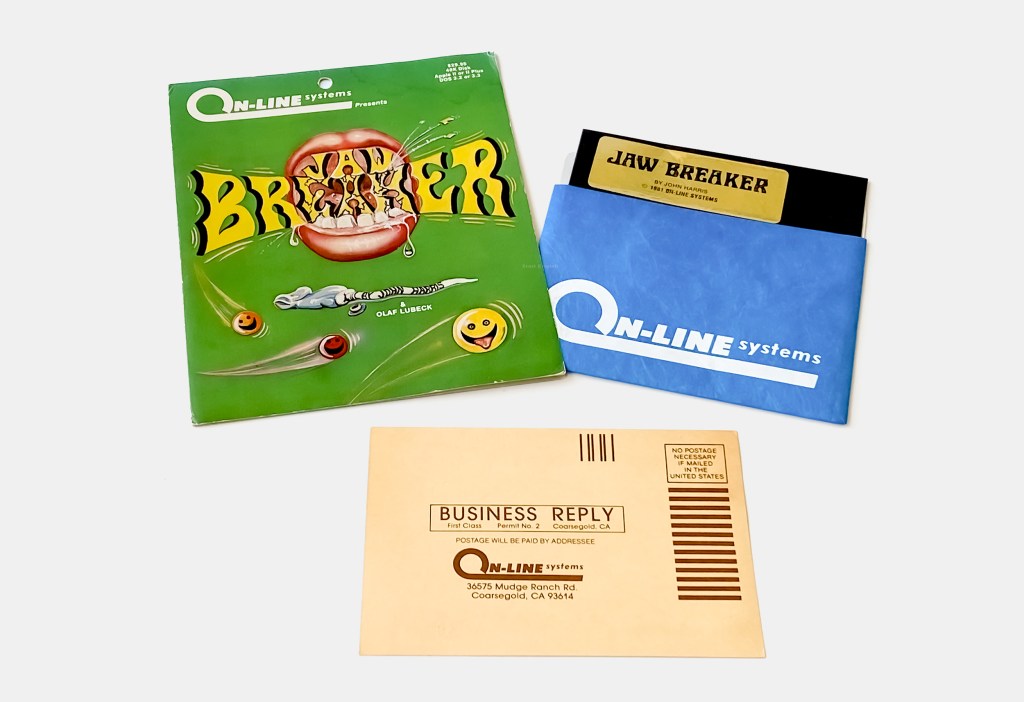 $29.95
48K Disk
Apple II or II Plus
DOS 3.2 or 3.3
ON-LINE systems
Presents
JAW
BREAKER
&
OLAF LUBECK
JAW BREAKER
BY JOHN HARRIS
© 1981 ON-LINE SYSTEMS
ON-LINE systems
NO POSTAGE
NECESSARY
IF MAILED
IN THE
UNITED STATES
BUSINESS REPLY
First Class Permit No. 2 Coarsegold, CA
POSTAGE WILL BE PAID BY ADDRESSEE
ON-LINE systems
36575 Mudge Ranch Rd.
Coarsegold, CA 93614